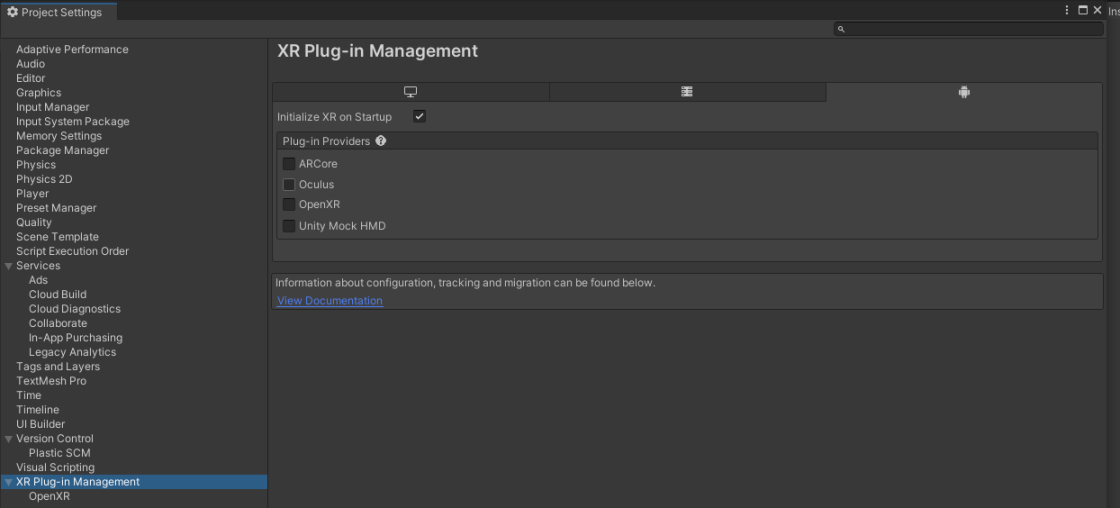 Project Settings
Ins
Adaptive Performance
Audio
Editor
Graphics
Input Manager
Input System Package
Memory Settings
Package Manager
Physics
Physics 2D
Player
Preset Manager
Quality
Scene Template
Script Execution Order
Services
Ads
Cloud Build
Cloud Diagnostics
Collaborate
In-App Purchasing
Legacy Analytics
Tags and Layers
TextMesh Pro
Time
Timeline
UI Builder
Version Control
Plastic SCM
Visual Scripting
XR Plug-in Management
OpenXR
XR Plug-in Management
Initialize XR on Startup
Plug-in Providers
ARCore
Oculus
OpenXR
Unity Mock HMD
Information about configuration, tracking and migration can be found below.
View Documentation